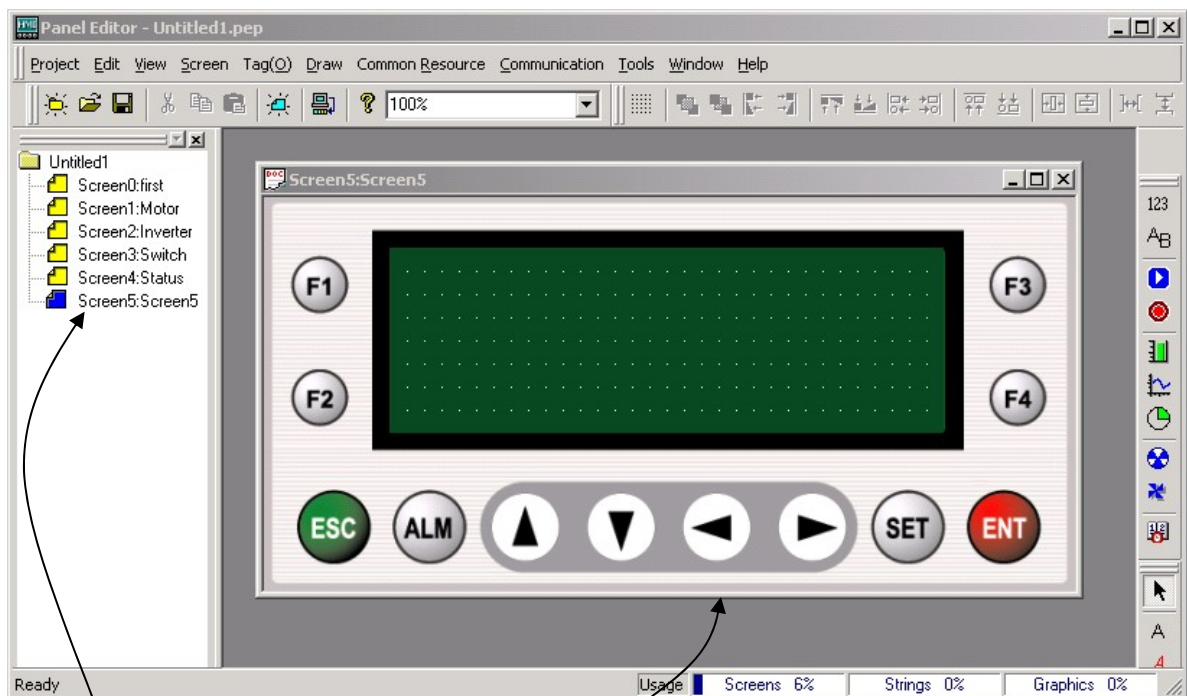 Panel Editor - Untitled1.pep
Project Edit View Screen Tag(O) Draw Common Resource Communication Tools Window Help
100%
Untitled1
Screen0:first
Screen1:Motor
Screen2:Inverter
Screen3:Switch
Screen4:Status
Screen5:Screen5
DOC Screen5:Screen5
F1
F3
F2
F4
ESC ALM SET ENT
123
AB
A
A
Ready Usage Screens 6% Strings 0% Graphics 0%